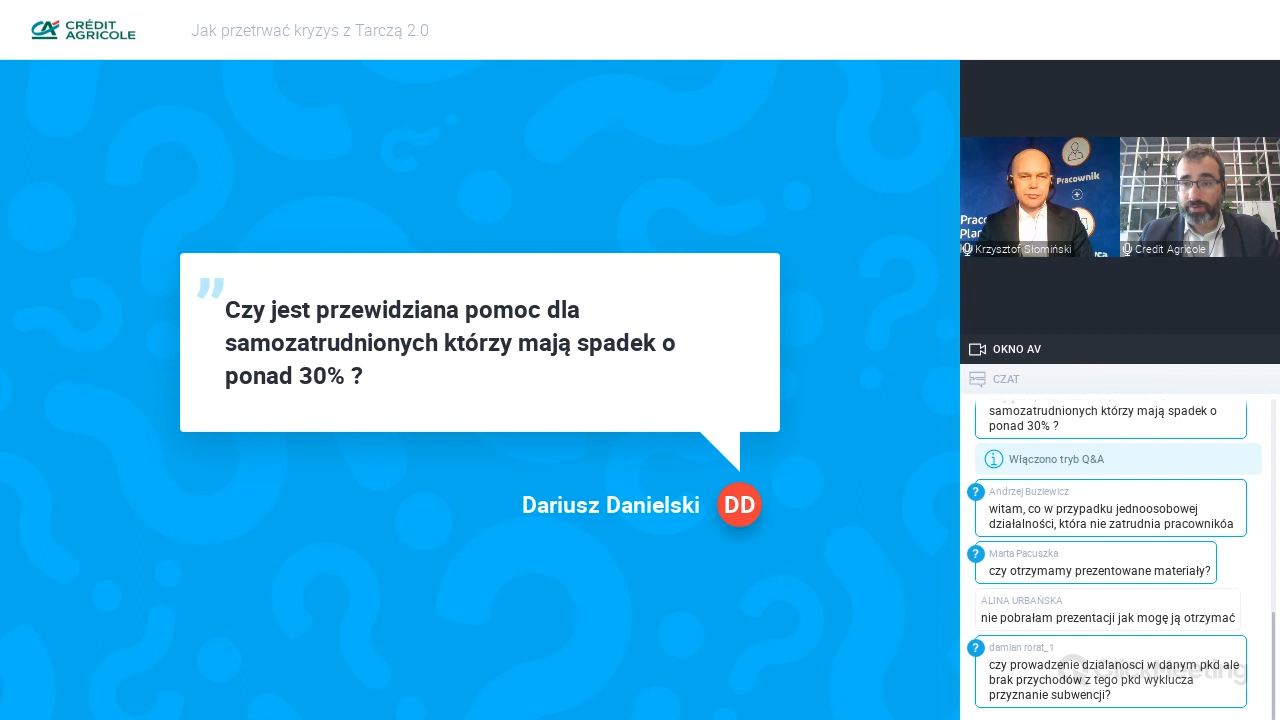 CRÉDIT
AGRICOLE
Jak przetrwać kryzys z Tarczą 2.0
Czy jest przewidziana pomoc dla
samozatrudnionych którzy mają spadek o
ponad 30% ?
Dariusz Danielski
DD
Pracownik
Krzysztof Słomiński
Credit Agricole
OKNO AV
CZAT
samozatrudnionych którzy mają spadek o
ponad 30% ?
Włączono tryb Q&A
Andrzej Buziewicz
witam, co w przypadku jednoosobowej
działalności, która nie zatrudnia pracownikóa
Marta Pacuszka
czy otrzymamy prezentowane materiały?
ALINA URBAŃSKA
nie pobrałam prezentacji jak mogę ją otrzymać
damian rorat_1
czy prowadzenie dzialanosci w danym pkd ale
brak przychodów z tego pkd wyklucza
przyznanie subwencji?